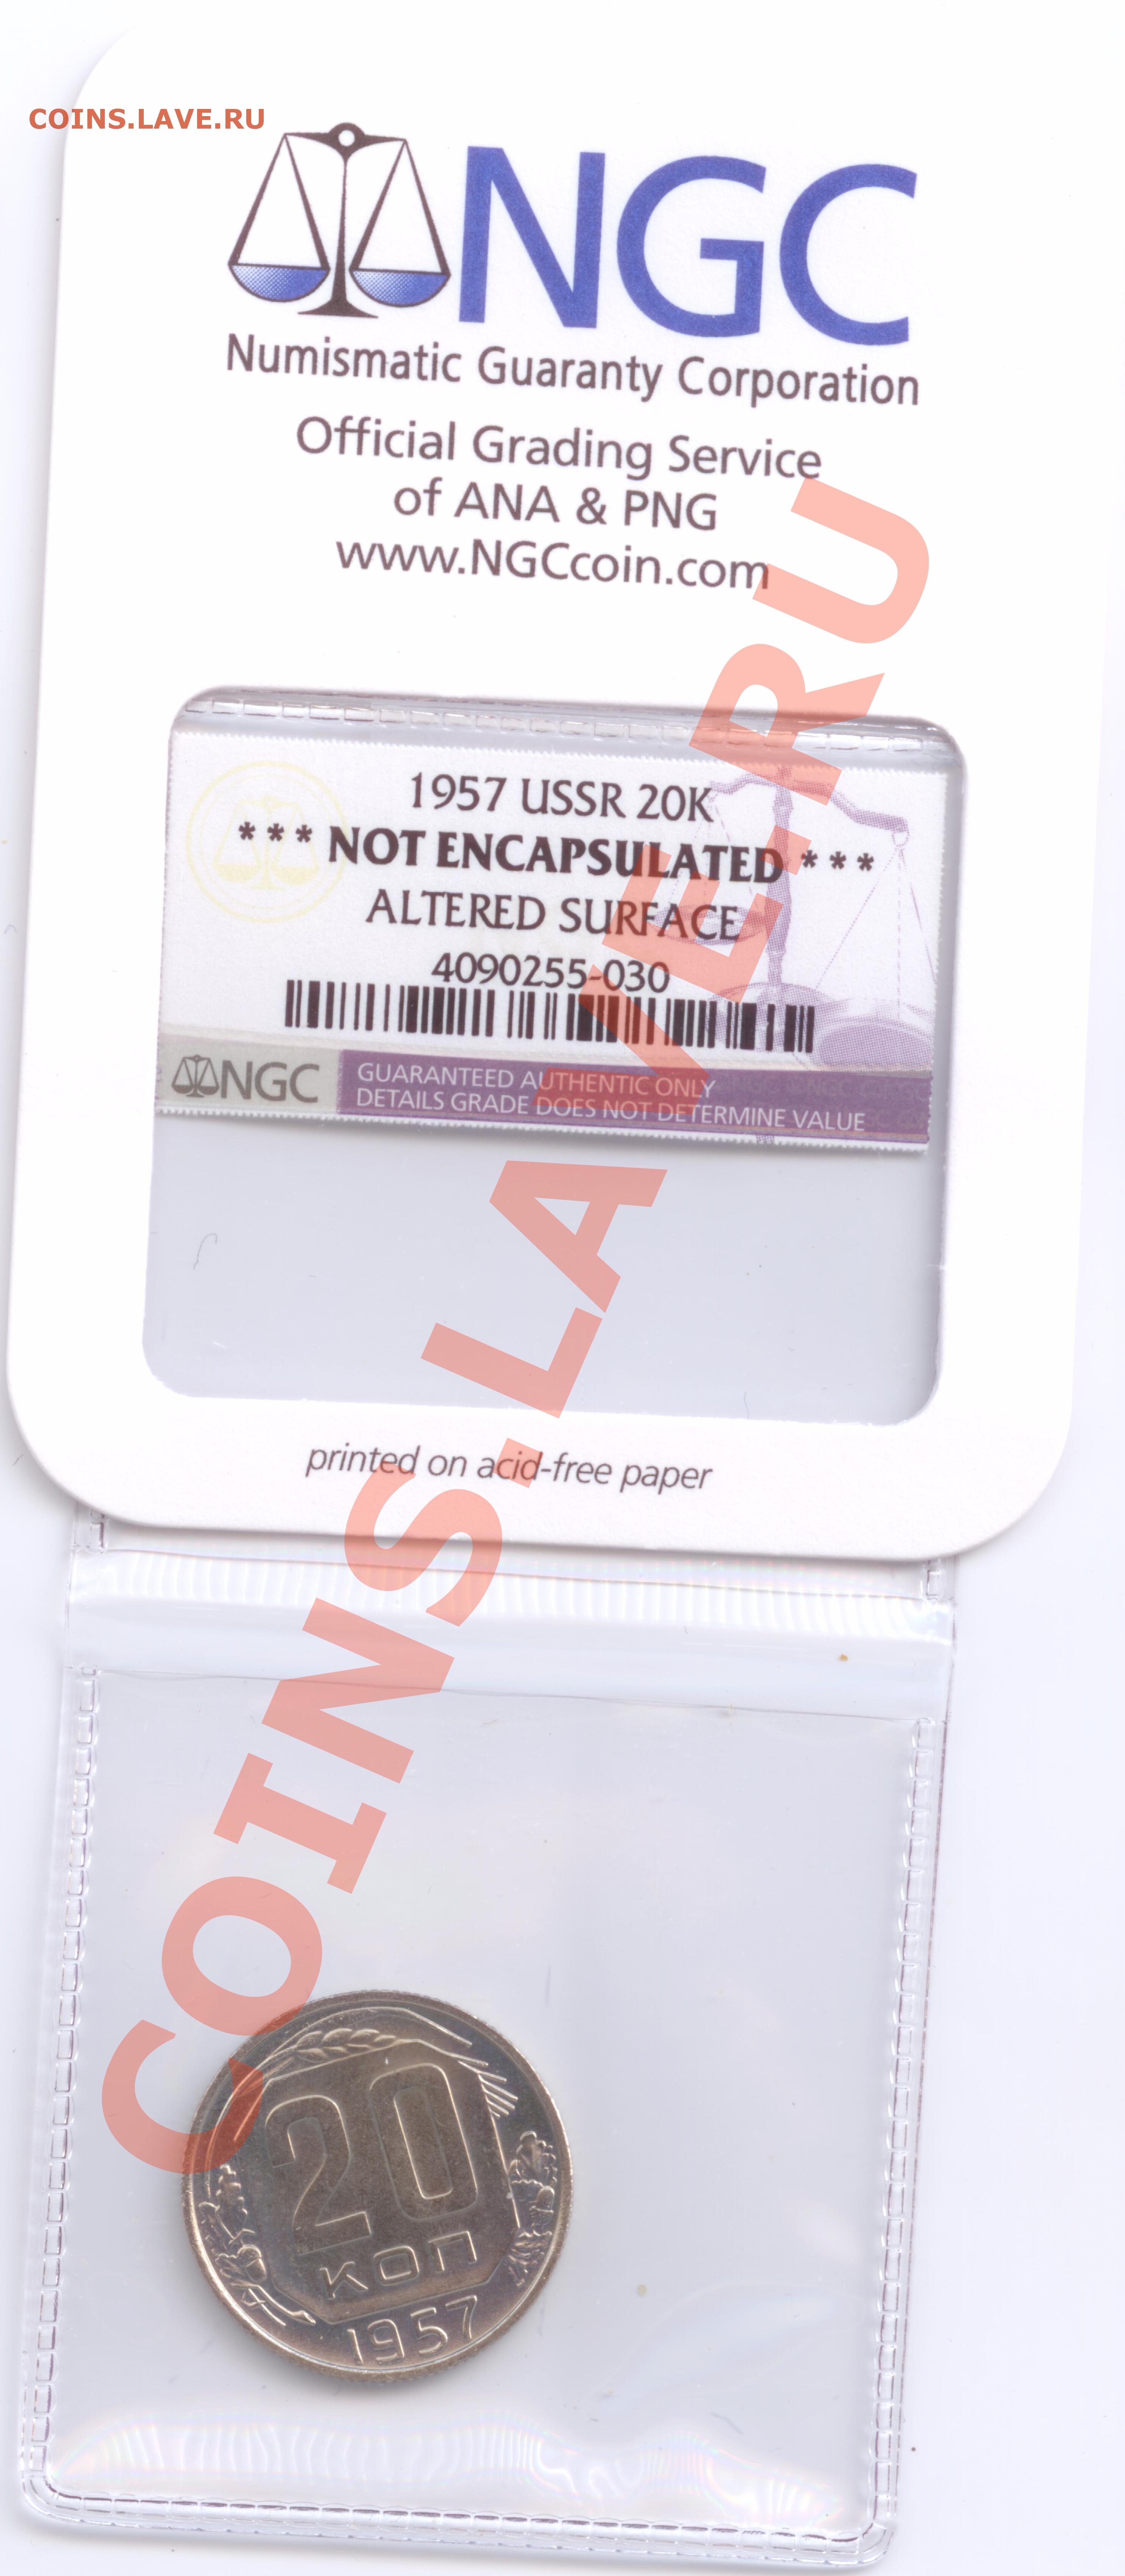 COINS.LAVE.RU
NGC
Numismatic Guaranty Corporation
Official Grading Service
of ANA & PNG
www.NGCcoin.com
1957 USSR 20K
*** NOT ENCAPSULATED ***
ALTERED SURFACE
4090255-030
NGC
GUARANTEED AUTHENTIC ONLY
DETAILS GRADE DOES NOT DETERMINE VALUE
printed on acid-free paper
COINS.LAVE.RU
20
КОП
1957